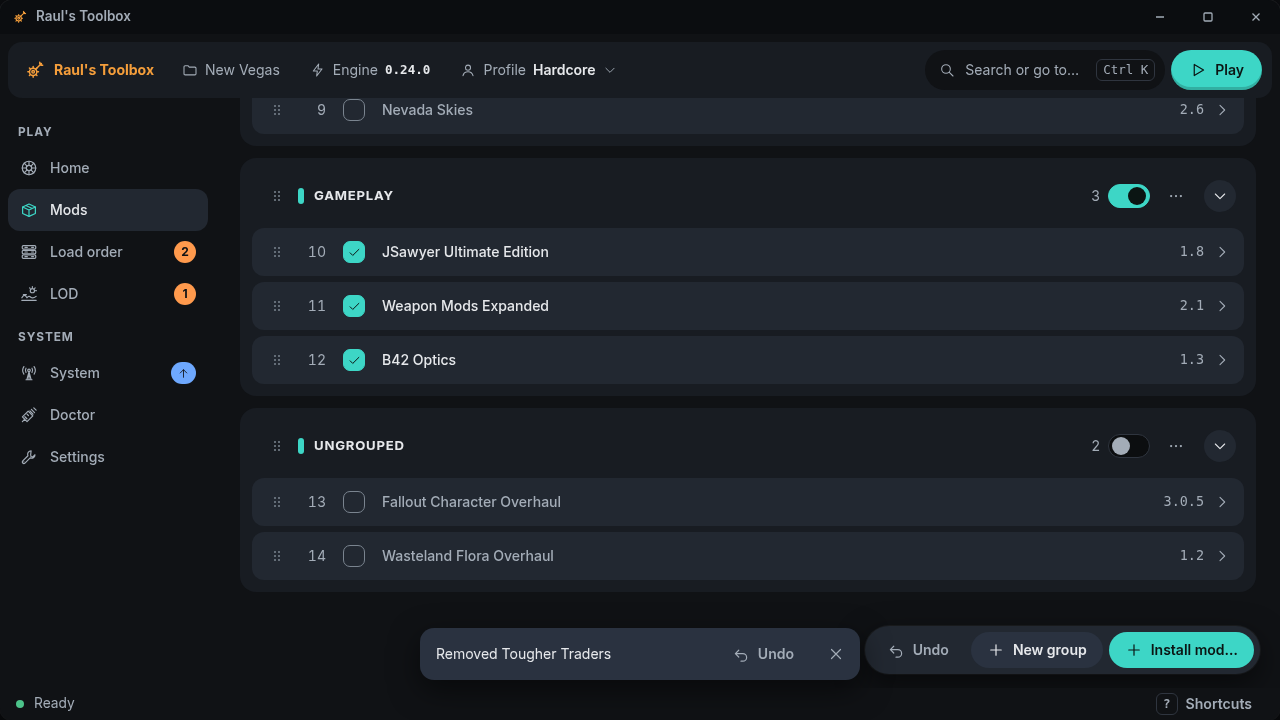 Raul's Toolbox
Raul's Toolbox
New Vegas
Engine 0.24.0
Profile Hardcore
Search or go to...
Ctrl K
Play
PLAY
Home
Mods
Load order
2
LOD
1
SYSTEM
System
Doctor
Settings
9 Nevada Skies 2.6
GAMEPLAY 3
10 JSawyer Ultimate Edition 1.8
11 Weapon Mods Expanded 2.1
12 B42 Optics 1.3
UNGROUPED 2
13 Fallout Character Overhaul 3.0.5
14 Wasteland Flora Overhaul 1.2
Removed Tougher Traders
Undo
Undo
New group
Install mod...
Ready
? Shortcuts